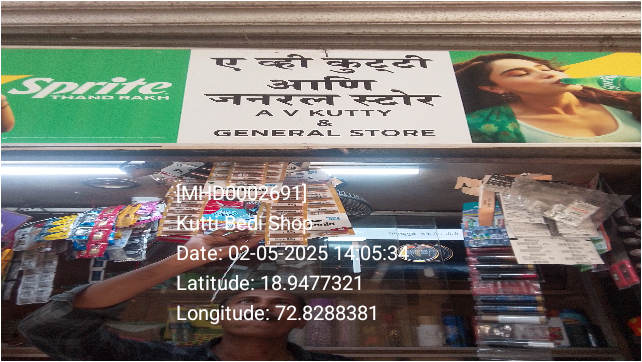 Sprite
THAND RAKH
ए व्ही कुट्टी
आणि
जनरल स्टोर
A V KUTTY
&
GENERAL STORE
[MHD0002691]
Kutti Bedi Shop
Date: 02-05-2025 14:05:34
Latitude: 18.9477321
Longitude: 72.8288381